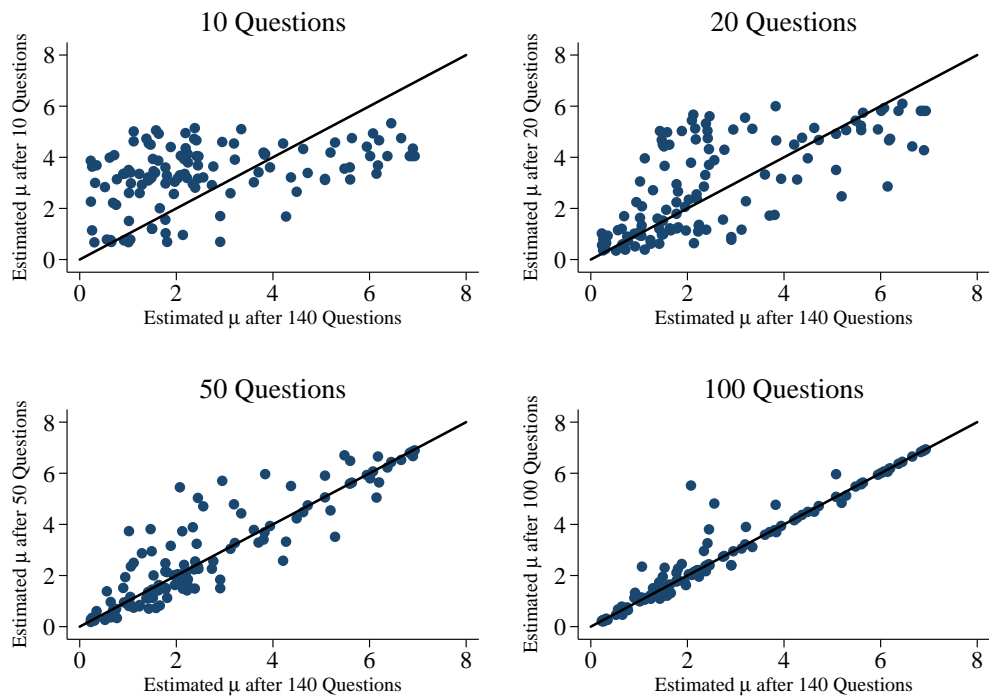 10 Questions
Estimated μ after 10 Questions
8
6
4
2
0
0 2 4 6 8
Estimated μ after 140 Questions
20 Questions
Estimated μ after 20 Questions
8
6
4
2
0
0 2 4 6 8
Estimated μ after 140 Questions
50 Questions
Estimated μ after 50 Questions
8
6
4
2
0
0 2 4 6 8
Estimated μ after 140 Questions
100 Questions
Estimated μ after 100 Questions
8
6
4
2
0
0 2 4 6 8
Estimated μ after 140 Questions